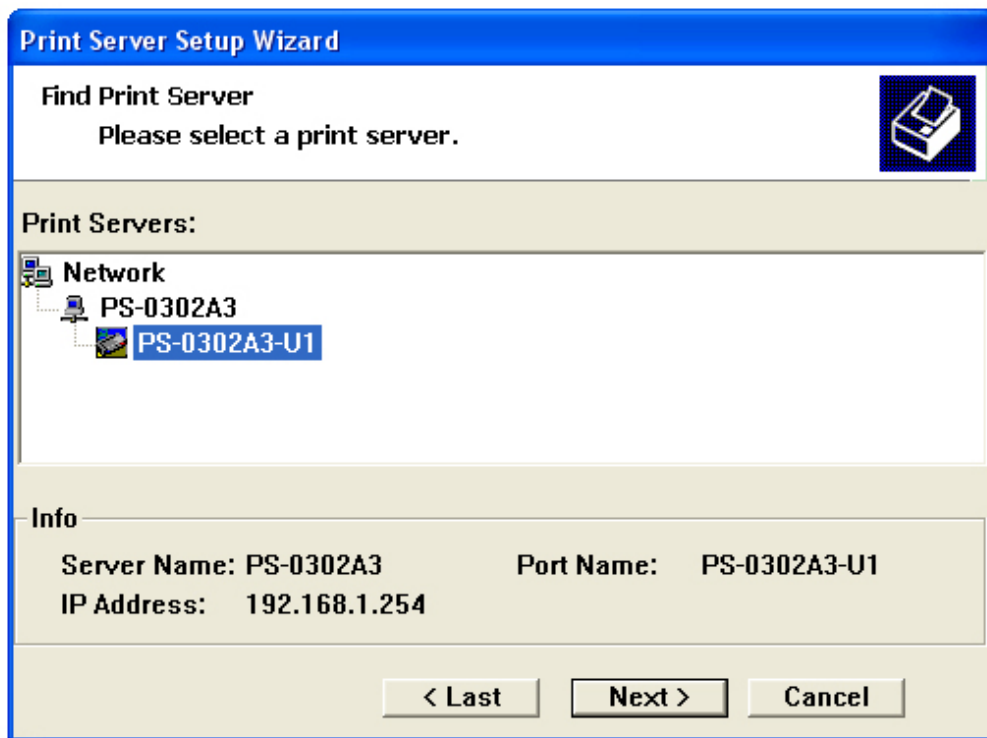 Print Server Setup Wizard
Find Print Server
Please select a print server.
Print Servers:
Network
PS-0302A3
PS-0302A3-U1
Info
Server Name: PS-0302A3 Port Name: PS-0302A3-U1
IP Address: 192.168.1.254
< Last Next > Cancel